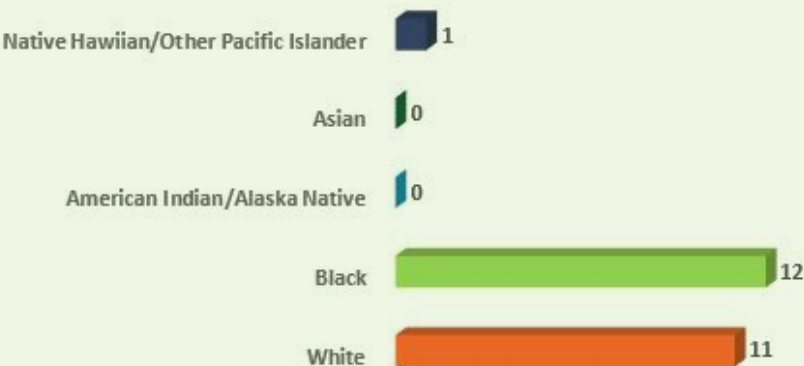 Native Hawiian/Other Pacific Islander 1
Asian 0
American Indian/Alaska Native 0
Black 12
White 11